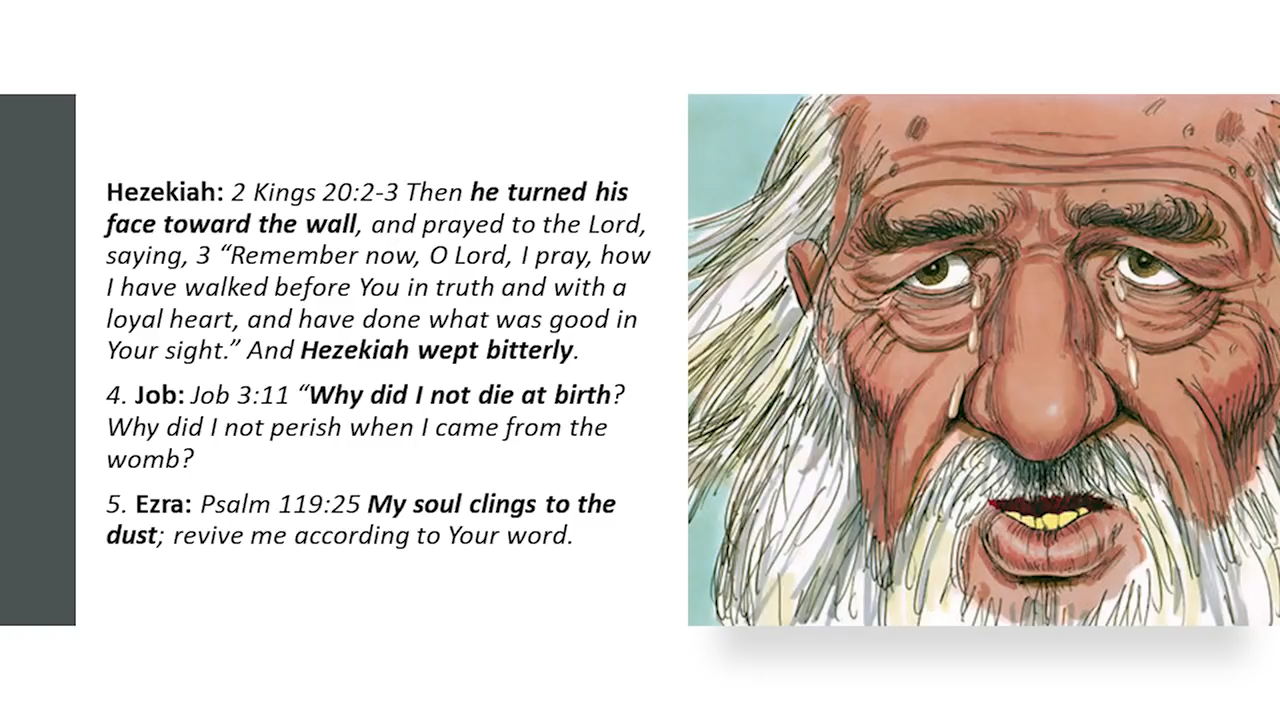 Hezekiah: 2 Kings 20:2-3 Then he turned his
face toward the wall, and prayed to the Lord,
saying, 3 “Remember now, O Lord, I pray, how
I have walked before You in truth and with a
loyal heart, and have done what was good in
Your sight.” And Hezekiah wept bitterly.
4. Job: Job 3:11 “Why did I not die at birth?
Why did I not perish when I came from the
womb?
5. Ezra: Psalm 119:25 My soul clings to the
dust; revive me according to Your word.